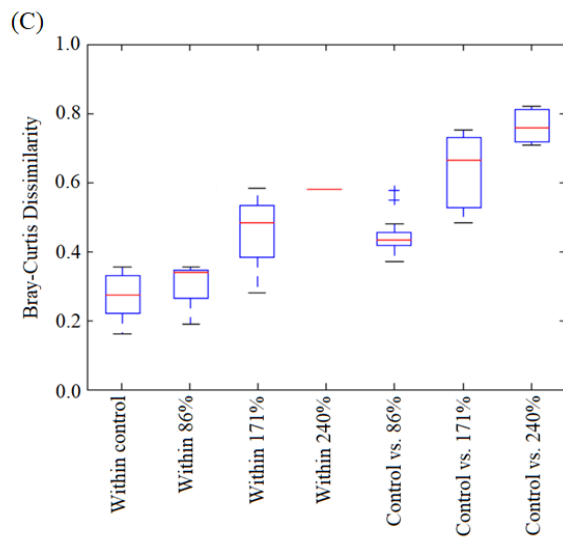 (C)
1.0
0.8
0.6
0.4
0.2
0.0
Bray-Curtis Dissimilarity
Within control
Within 86%
Within 171%
Within 240%
Control vs. 86%
Control vs. 171%
Control vs. 240%